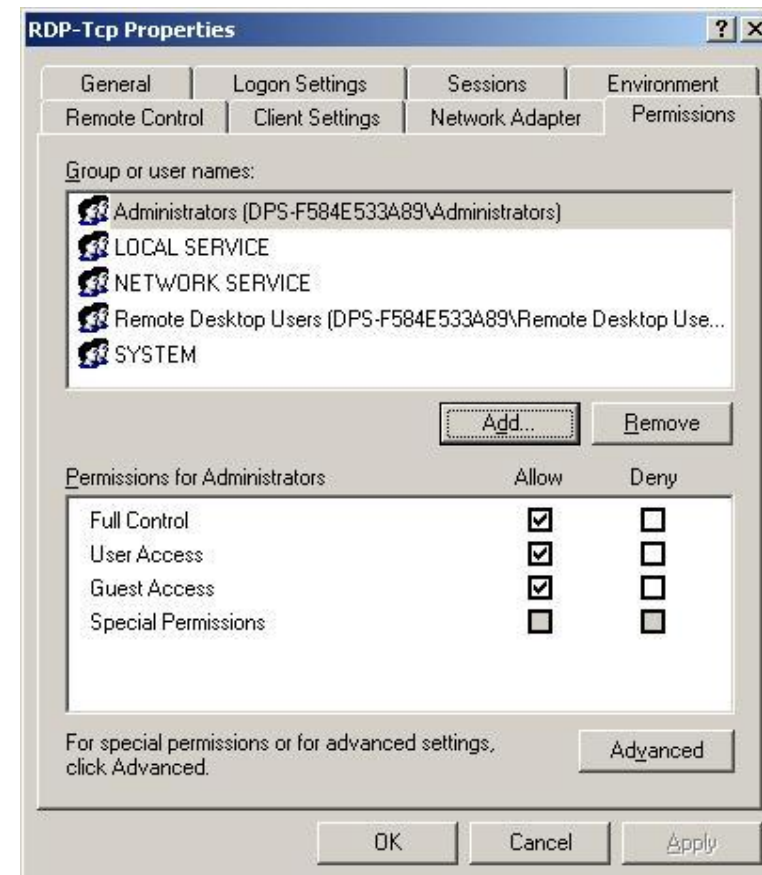 RDP-Tcp Properties
General Logon Settings Sessions Environment
Remote Control Client Settings Network Adapter Permissions
Group or user names:
Administrators (DPS-F584E533A89\Administrators)
LOCAL SERVICE
NETWORK SERVICE
Remote Desktop Users (DPS-F584E533A89\Remote Desktop Use...
SYSTEM
Add... Remove
Permissions for Administrators Allow Deny
Full Control
User Access
Guest Access
Special Permissions
For special permissions or for advanced settings,
click Advanced.
Advanced
OK Cancel Apply